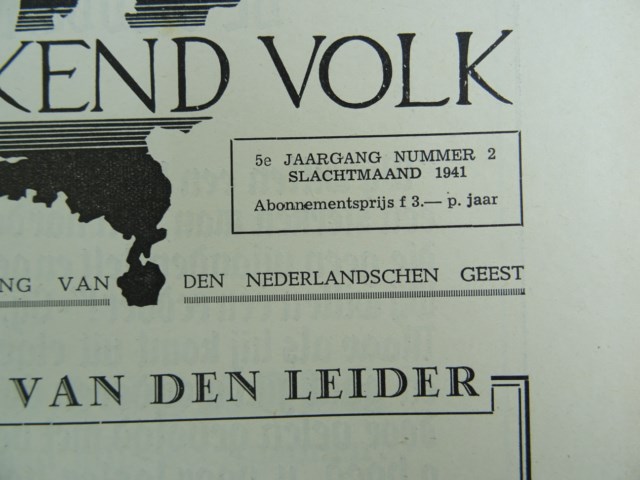 KEND VOLK
5e JAARGANG NUMMER 2
SLACHTMAAND 1941
Abonnementsprijs f 3.— p. jaar
NG VAN DEN NEDERLANDSCHEN GEEST
VAN DEN LEIDER